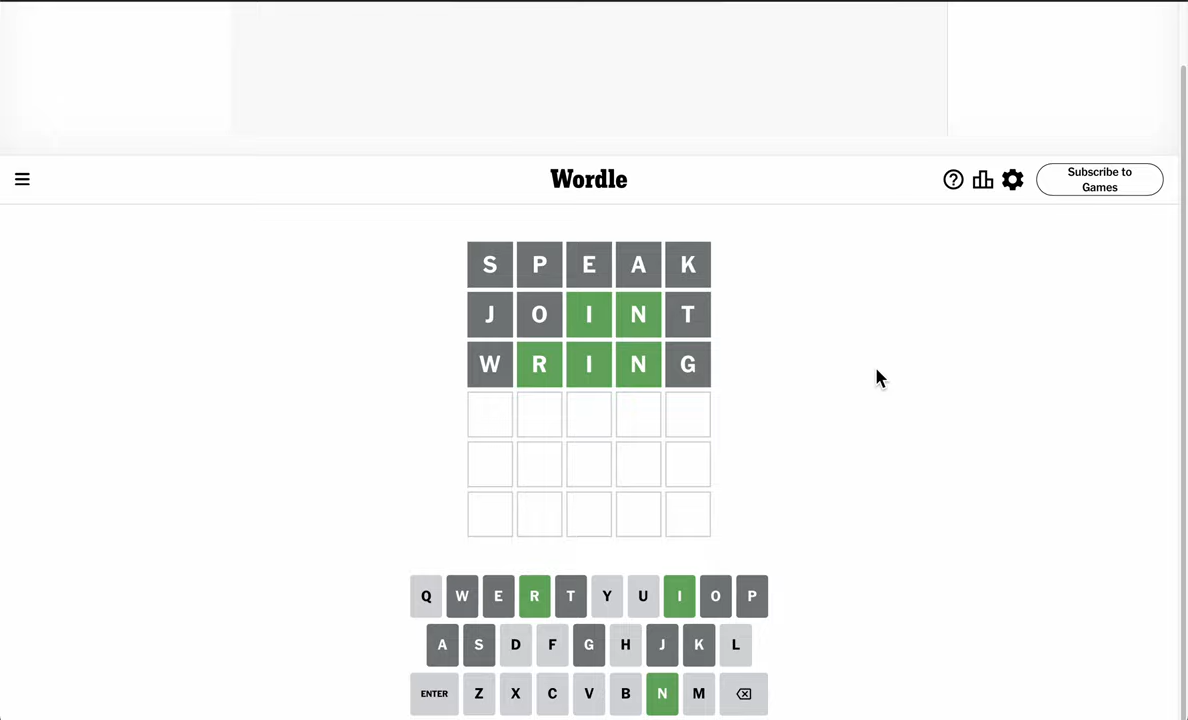 Wordle
Subscribe to
Games
S P E A K
J O I N T
W R I N G
Q W E R T Y U I O P
A S D F G H J K L
ENTER Z X C V B N M